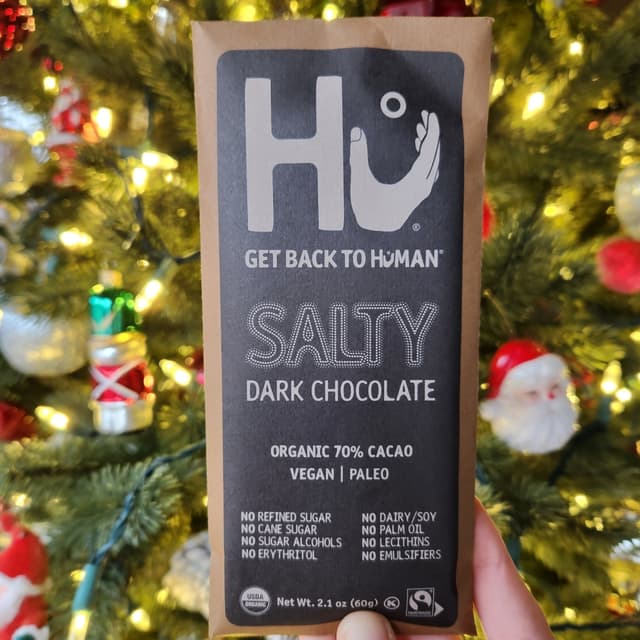 HŮ®
GET BACK TO HŮMAN®
SALTY
DARK CHOCOLATE
ORGANIC 70% CACAO
VEGAN | PALEO
NO REFINED SUGAR
NO CANE SUGAR
NO SUGAR ALCOHOLS
NO ERYTHRITOL
NO DAIRY/SOY
NO PALM OIL
NO LECITHINS
NO EMULSIFIERS
USDA
ORGANIC
Net Wt. 2.1 oz (60g) K